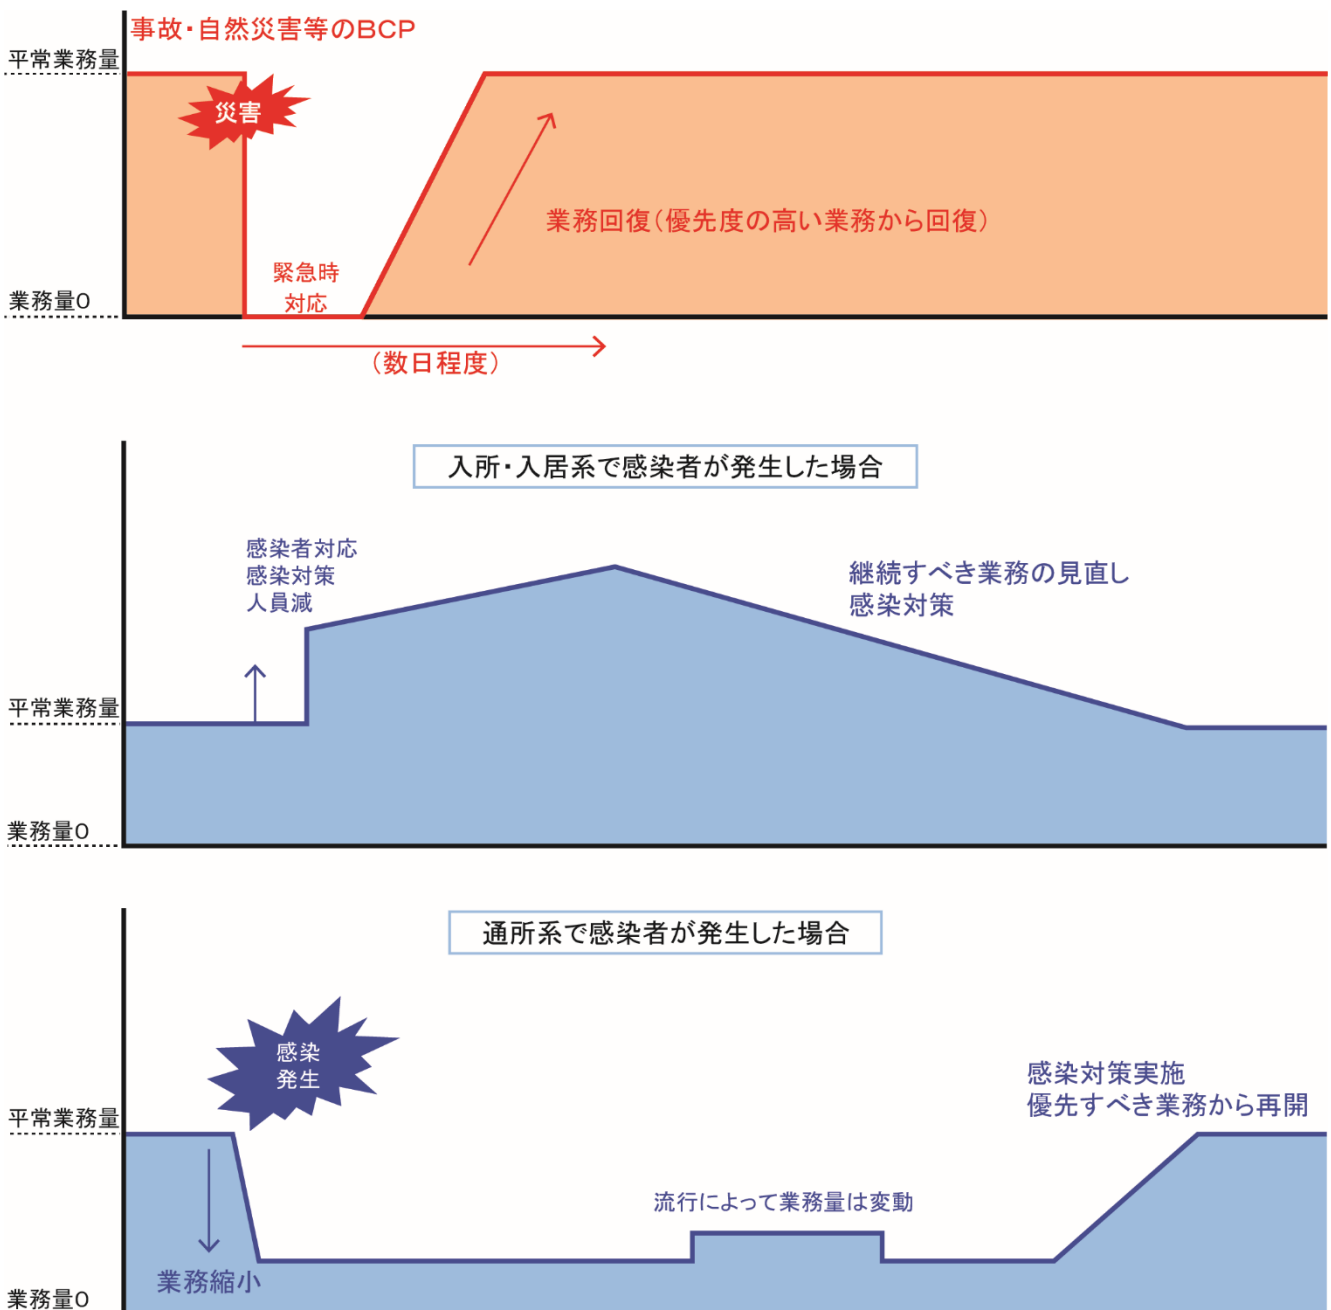 事故・自然災害等のBCP
平常業務量
災害
業務回復(優先度の高い業務から回復)
緊急時
対応
業務量0
(数日程度)
入所・入居系で感染者が発生した場合
感染者対応
感染対策
人員減
継続すべき業務の見直し
感染対策
平常業務量
業務量0
通所系で感染者が発生した場合
感染
発生
感染対策実施
優先すべき業務から再開
平常業務量
流行によって業務量は変動
業務縮小
業務量0